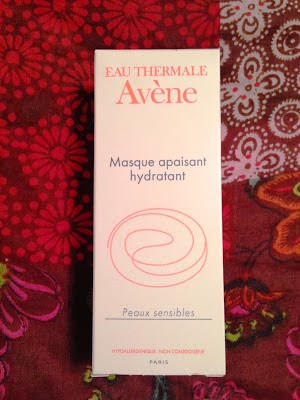 EAU THERMALE
Avène
Masque apaisant
hydratant
Peaux sensibles
HYPOALLERGÉNIQUE - NON COMÉDOGÈNE
PARIS